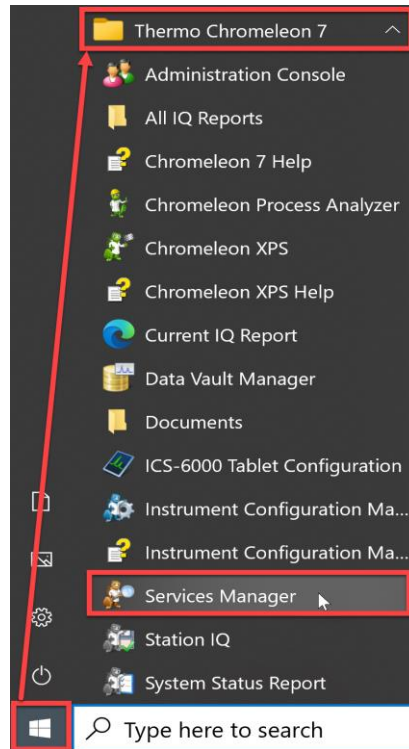 Thermo Chromeleon 7
Administration Console
All IQ Reports
Chromeleon 7 Help
Chromeleon Process Analyzer
Chromeleon XPS
Chromeleon XPS Help
Current IQ Report
Data Vault Manager
Documents
ICS-6000 Tablet Configuration
Instrument Configuration Ma...
Instrument Configuration Ma...
Services Manager
Station IQ
System Status Report
Type here to search